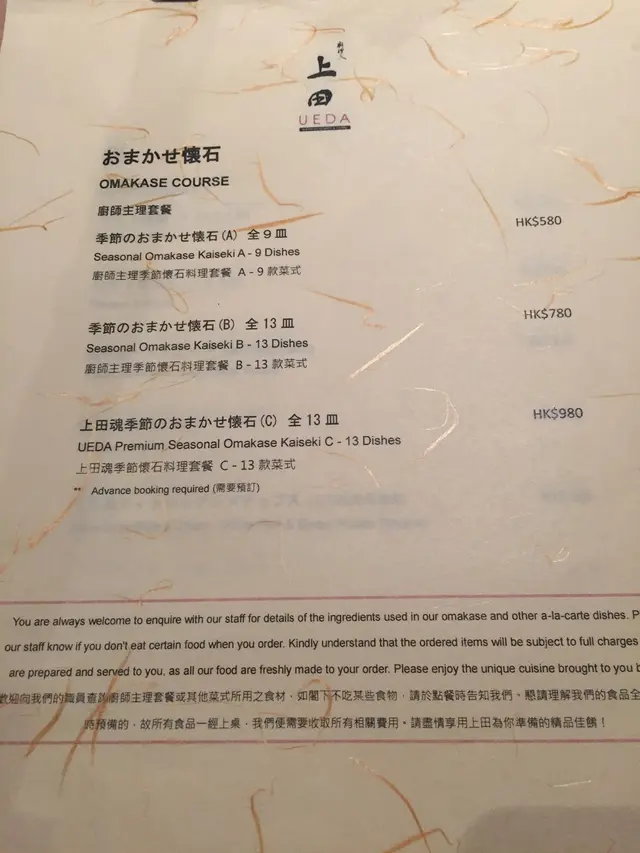 上
田
UEDA
おまかせ懐石
OMAKASE COURSE
廚師主理套餐
季節のおまかせ懐石(A) 全9皿
HK$580
Seasonal Omakase Kaiseki A - 9 Dishes
廚師主理季節懷石料理套餐 A - 9 款菜式
季節のおまかせ懐石(B) 全 13 皿
HK$780
Seasonal Omakase Kaiseki B - 13 Dishes
廚師主理季節懷石料理套餐 B - 13 款菜式
上田魂季節のおまかせ懐石(C) 全 13 皿
HK$980
UEDA Premium Seasonal Omakase Kaiseki C - 13 Dishes
上田魂季節懷石料理套餐 C - 13 款菜式
** Advance booking required (需要預訂)
You are always welcome to enquire with our staff for details of the ingredients used in our omakase and other a-la-carte dishes. P
our staff know if you don't eat certain food when you order. Kindly understand that the ordered items will be subject to full charges
are prepared and served to you, as all our food are freshly made to your order. Please enjoy the unique cuisine brought to you b
歡迎向我們的職員查詢廚師主理套餐或其他菜式所用之食材，如閣下不吃某些食物，請於點餐時告知我們。懇請理解我們的食品全
時預備的，故所有食品一經上桌，我們便需要收取所有相關費用。請盡情享用上田為你準備的精品佳餚！